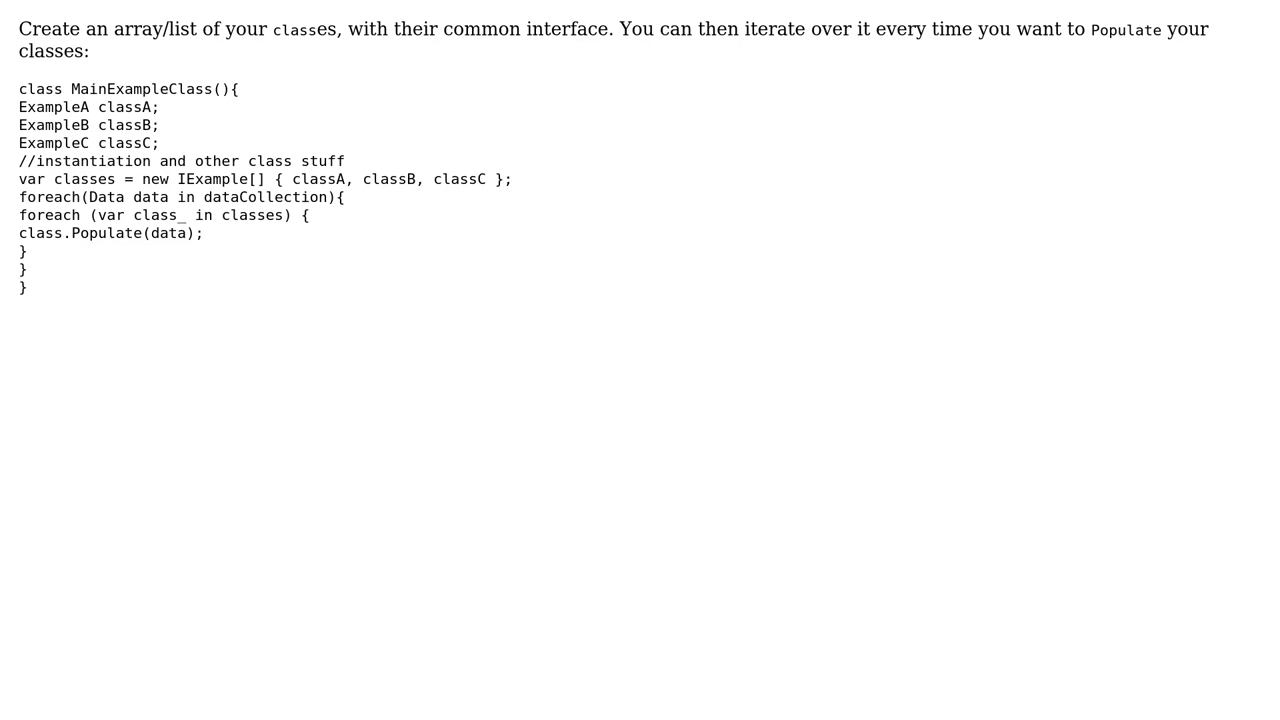 Create an array/list of your classes, with their common interface. You can then iterate over it every time you want to Populate your
classes:
class MainExampleClass(){
ExampleA classA;
ExampleB classB;
ExampleC classC;
//instantiation and other class stuff
var classes = new IExample[] { classA, classB, classC };
foreach(Data data in dataCollection){
foreach (var class_ in classes) {
class.Populate(data);
}
}
}